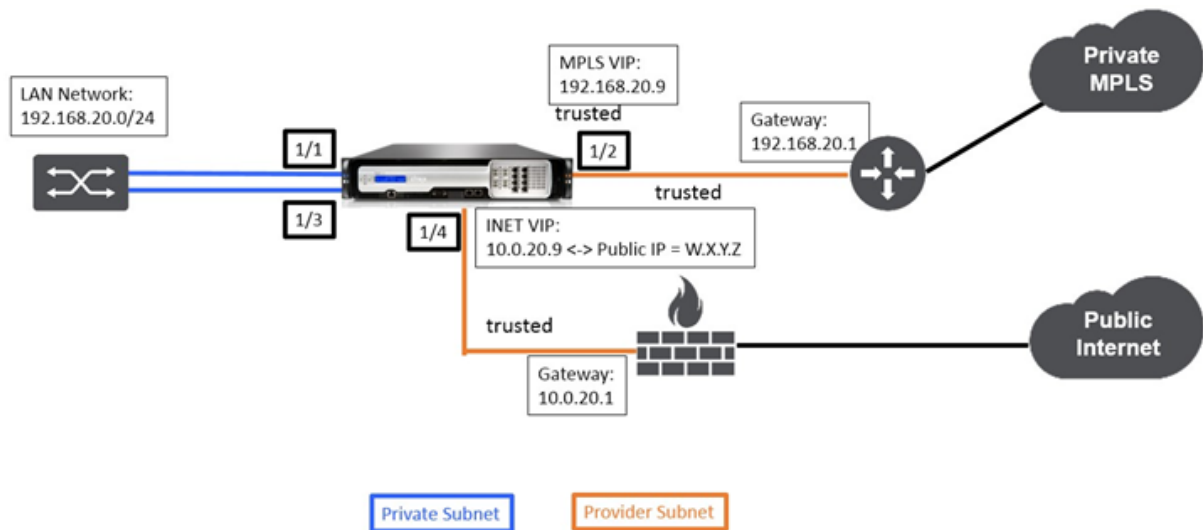 MPLS VIP:
192.168.20.9
trusted
Private
MPLS
LAN Network:
192.168.20.0/24
1/1
1/2
Gateway:
192.168.20.1
trusted
1/3
1/4
INET VIP:
10.0.20.9 <-> Public IP = W.X.Y.Z
trusted
Public
Internet
Gateway:
10.0.20.1
Private Subnet
Provider Subnet